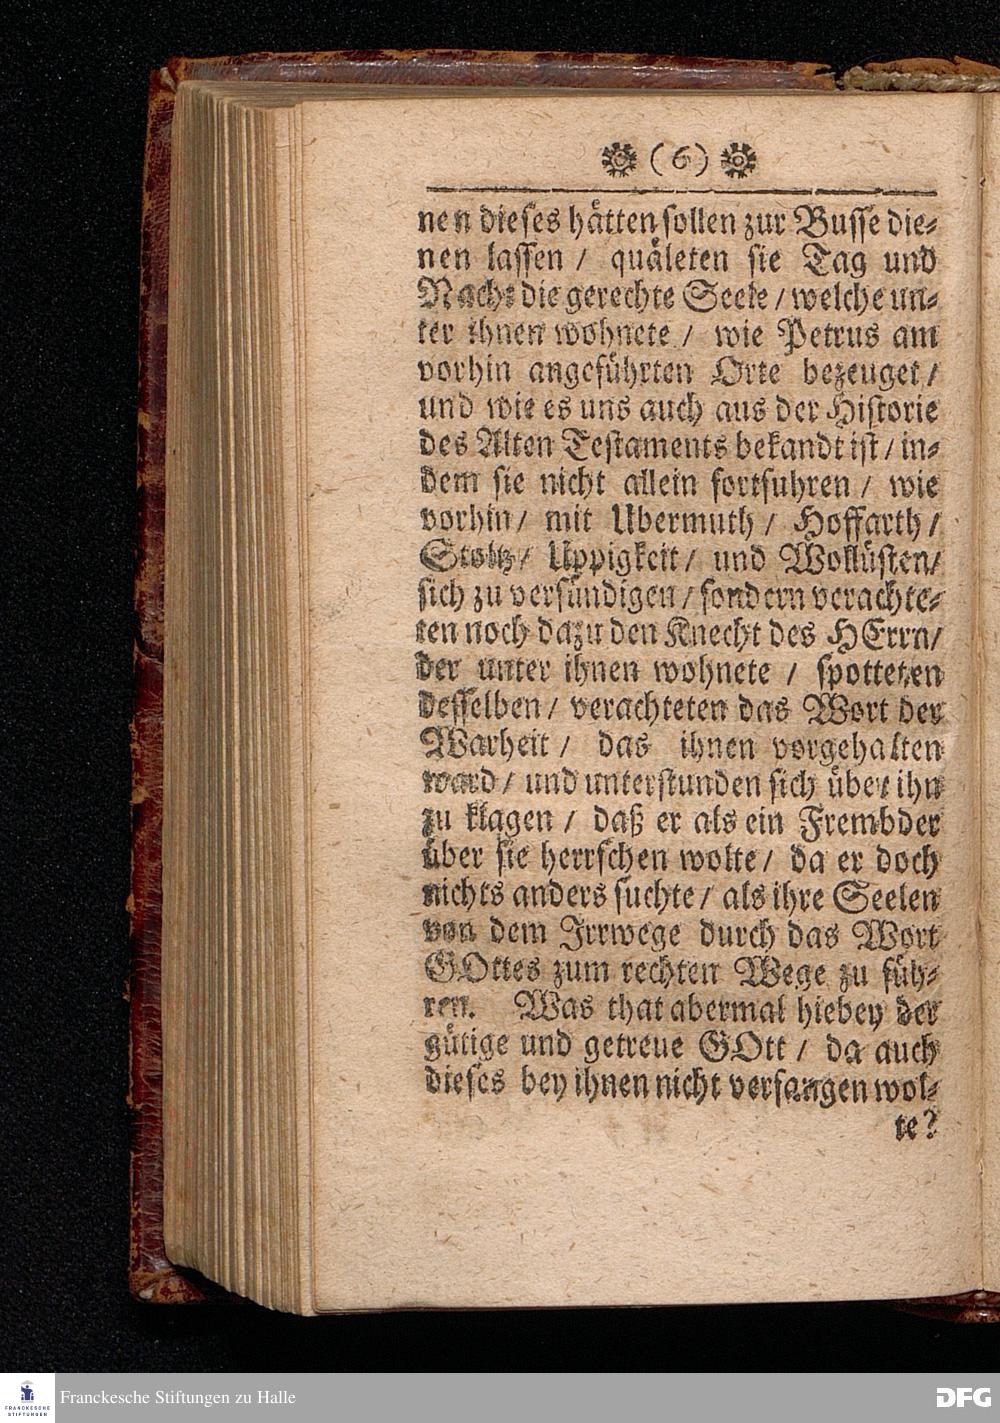 (6)
nen dieses hätten sollen zur Busse die-
nen lassen / quäleten sie Tag und
Nacht die gerechte Seele / welche un-
ter ihnen wohnete / wie Petrus am
vorhin angeführten Orte bezeuget /
und wie es uns auch aus der Historie
des Alten Testaments bekandt ist / in-
dem sie nicht allein fortfuhren / wie
vorhin / mit Ubermuth / Hoffarth /
Stoltz / Uppigkeit / und Wollüsten /
sich zu versündigen / sondern verachte-
ten noch dazu den Knecht des HErrn /
der unter ihnen wohnete / spotteten
desselben / verachteten das Wort der
Warheit / das ihnen vorgehalten
ward / und unterstunden sich über ihn
zu klagen / daß er als ein Frembder
über sie herrschen wolte / da er doch
nichts anders suchte / als ihre Seelen
von dem Irrwege durch das Wort
GOttes zum rechten Wege zu füh-
ren. Was that abermal hiebey der
gütige und getreue GOtt / da auch
dieses bey ihnen nicht verfangen wol-
te?
FRANCKESCHE STIFTUNGEN
Franckesche Stiftungen zu Halle
DFG